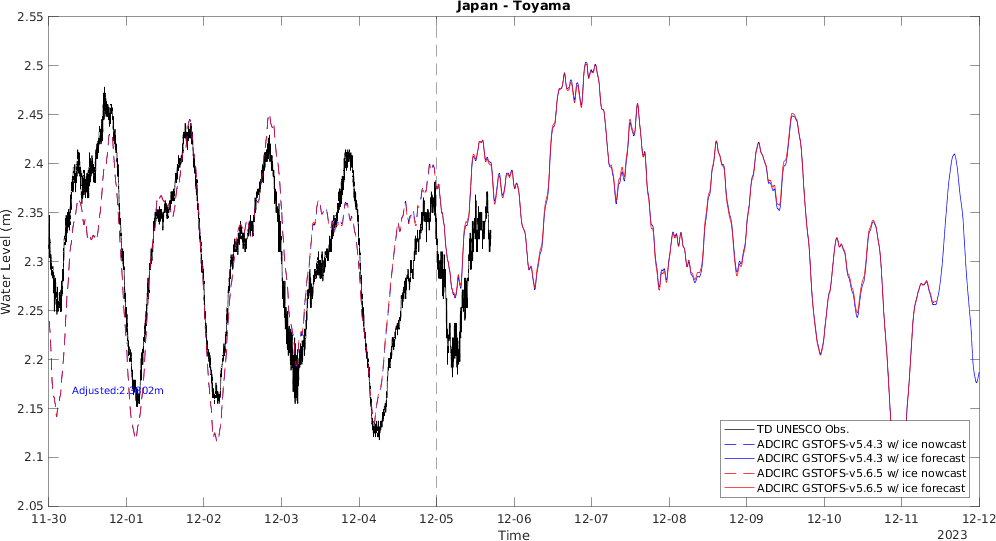 Japan - Toyama
2.55
2.5
2.45
2.4
2.35
2.3
2.25
2.2
2.15
2.1
2.05
Water Level (m)
TD UNESCO Obs.
ADCIRC GSTOFS-v5.4.3 w/ ice nowcast
ADCIRC GSTOFS-v5.4.3 w/ ice forecast
ADCIRC GSTOFS-v5.6.5 w/ ice nowcast
ADCIRC GSTOFS-v5.6.5 w/ ice forecast
11-30 12-01 12-02 12-03 12-04 12-05 12-06 12-07 12-08 12-09 12-10 12-11 12-12
Time
2023